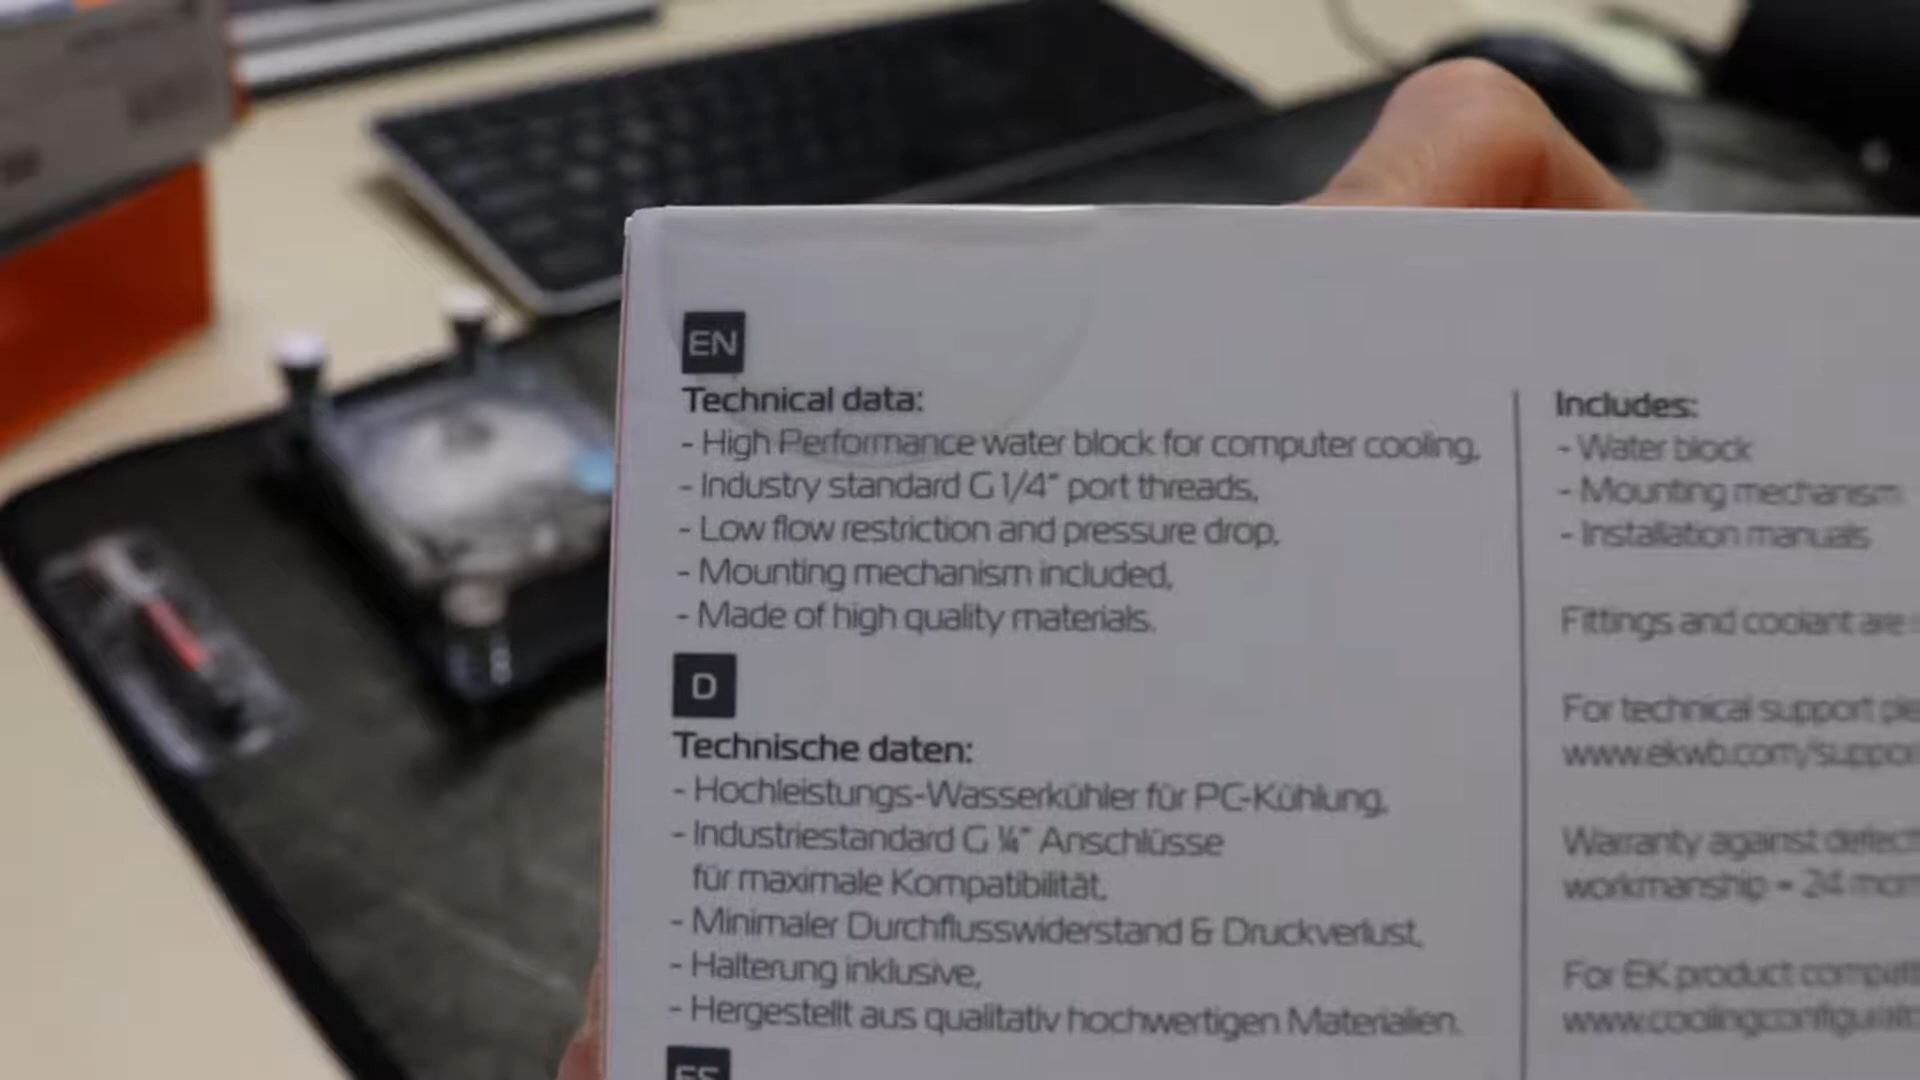 EN
Technical data:
- High Performance water block for computer cooling,
- Industry standard G 1/4" port threads,
- Low flow restriction and pressure drop,
- Mounting mechanism included,
- Made of high quality materials.
D
Technische daten:
- Hochleistungs-Wasserkühler für PC-Kühlung,
- Industriestandard G ¼" Anschlüsse
für maximale Kompatibilität,
- Minimaler Durchflusswiderstand & Druckverlust,
- Halterung inklusive,
- Hergestellt aus qualitativ hochwertigen Materialien.
ES
Includes:
- Water block
- Mounting mechanism
- Installation manuals
Fittings and coolant are
For technical support
www.ekwb.com/suppor
Warranty against
workmanship - 24
For EK product